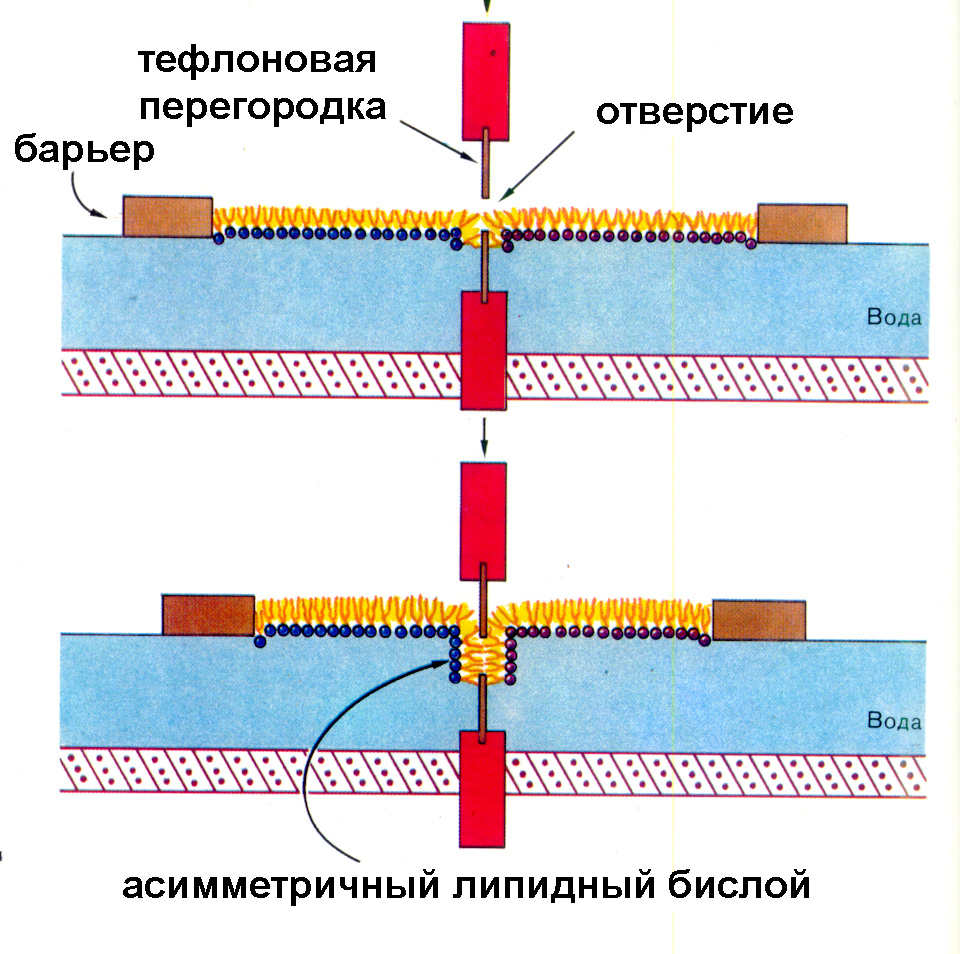 тефлоновая
перегородка
отверстие
барьер
Вода
Вода
асимметричный липидный бислой